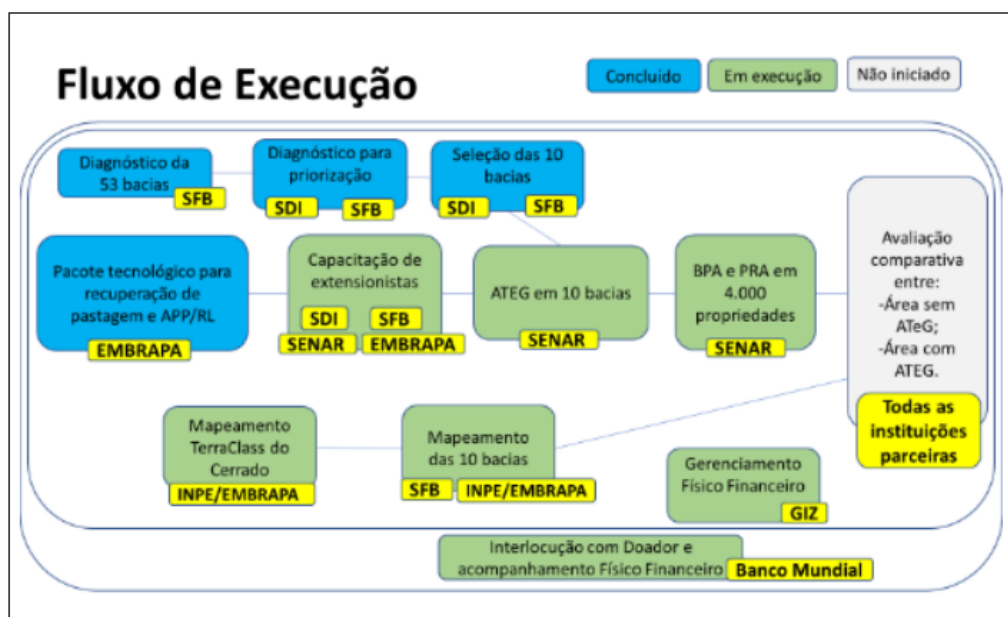 Fluxo de Execução
Concluído
Em execução
Não iniciado
Diagnóstico da
53 bacias
SFB
Diagnóstico para
priorização
SDI
SFB
Seleção das 10
bacias
SDI
SFB
Pacote tecnológico para
recuperação de
pastagem e APP/RL
EMBRAPA
Capacitação de
extensionistas
SDI
SFB
SENAR
EMBRAPA
ATEG em 10 bacias
SENAR
BPA e PRA em
4.000
propriedades
SENAR
Avaliação
comparativa
entre:
-Área sem
ATeG;
-Área com
ATEG.
Todas as
instituições
parceiras
Mapeamento
TerraClass do
Cerrado
INPE/EMBRAPA
Mapeamento
das 10 bacias
SFB
INPE/EMBRAPA
Gerenciamento
Físico Financeiro
GIZ
Interlocução com Doador e
acompanhamento Físico Financeiro
Banco Mundial